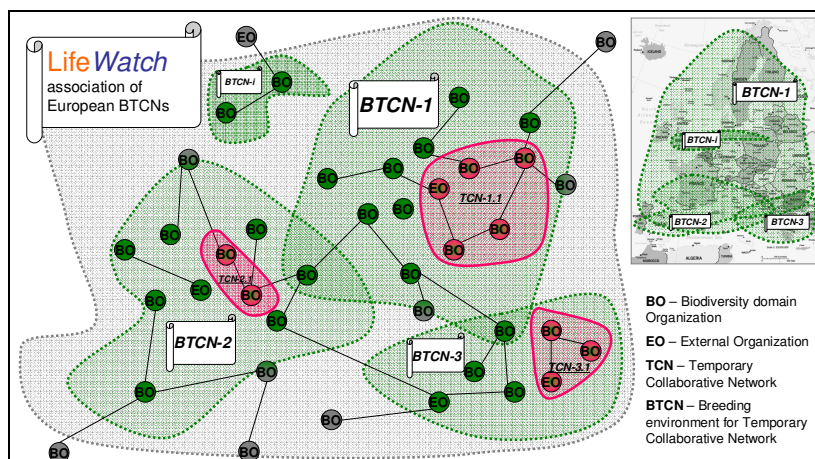 LifeWatch
association of
European BTCNs
EO
BO
BTCN-i
BO
BO
BTCN-1
BO
BO
BO
BO
BO
BO
BO
BO
EO
BO
TCN-1.1
BO
BO
BO
BO
BO
BO
BO
BO
BO
BO
TCN-2.1
EO
BO
BO
BO
BO
BTCN-2
BO
BO
BTCN-3
BO
TCN-3.1
BO
BO
EO
BO
BO
EO
BO
BO
BO
BTCN-1
BTCN-i
BTCN-2
BTCN-3
ALGERIA
BO – Biodiversity domain
Organization
EO – External Organization
TCN – Temporary
Collaborative Network
BTCN – Breeding
environment for Temporary
Collaborative Network